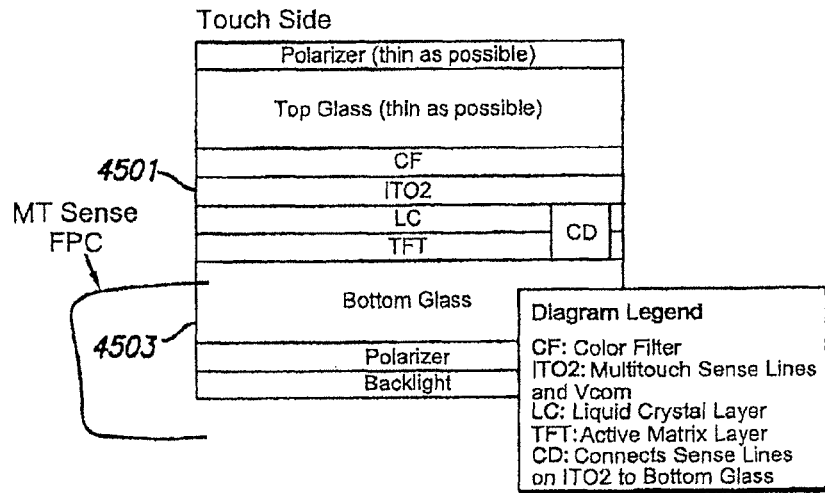 Touch Side
Polarizer (thin as possible)
Top Glass (thin as possible)
CF
4501
ITO2
MT Sense
FPC
LC
CD
TFT
Bottom Glass
4503
Polarizer
Backlight
Diagram Legend
CF: Color Filter
ITO2: Multitouch Sense Lines
and Vcom
LC: Liquid Crystal Layer
TFT: Active Matrix Layer
CD: Connects Sense Lines
on ITO2 to Bottom Glass